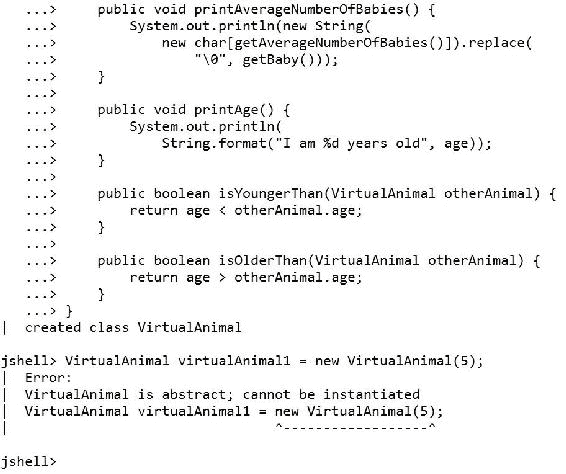 ...>     public void printAverageNumberOfBabies() {
...>         System.out.println(new String(
...>             new char[getAverageNumberOfBabies()]).replace(
...>                 "\0", getBaby()));
...>     }
...>
...>     public void printAge() {
...>         System.out.println(
...>             String.format("I am %d years old", age));
...>     }
...>
...>     public boolean isYoungerThan(VirtualAnimal otherAnimal) {
...>         return age < otherAnimal.age;
...>     }
...>
...>     public boolean isOlderThan(VirtualAnimal otherAnimal) {
...>         return age > otherAnimal.age;
...>     }
...> }
|  created class VirtualAnimal
jshell> VirtualAnimal virtualAnimal1 = new VirtualAnimal(5);
|  Error:
|  VirtualAnimal is abstract; cannot be instantiated
|  VirtualAnimal virtualAnimal1 = new VirtualAnimal(5);
|                                 ^------------------^
jshell>